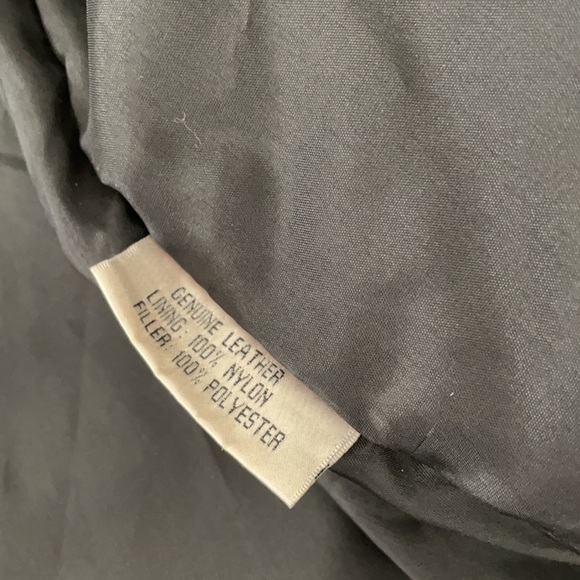 GENUINE LEATHER
LINING: 100% NYLON
FILLER: 100% POLYESTER